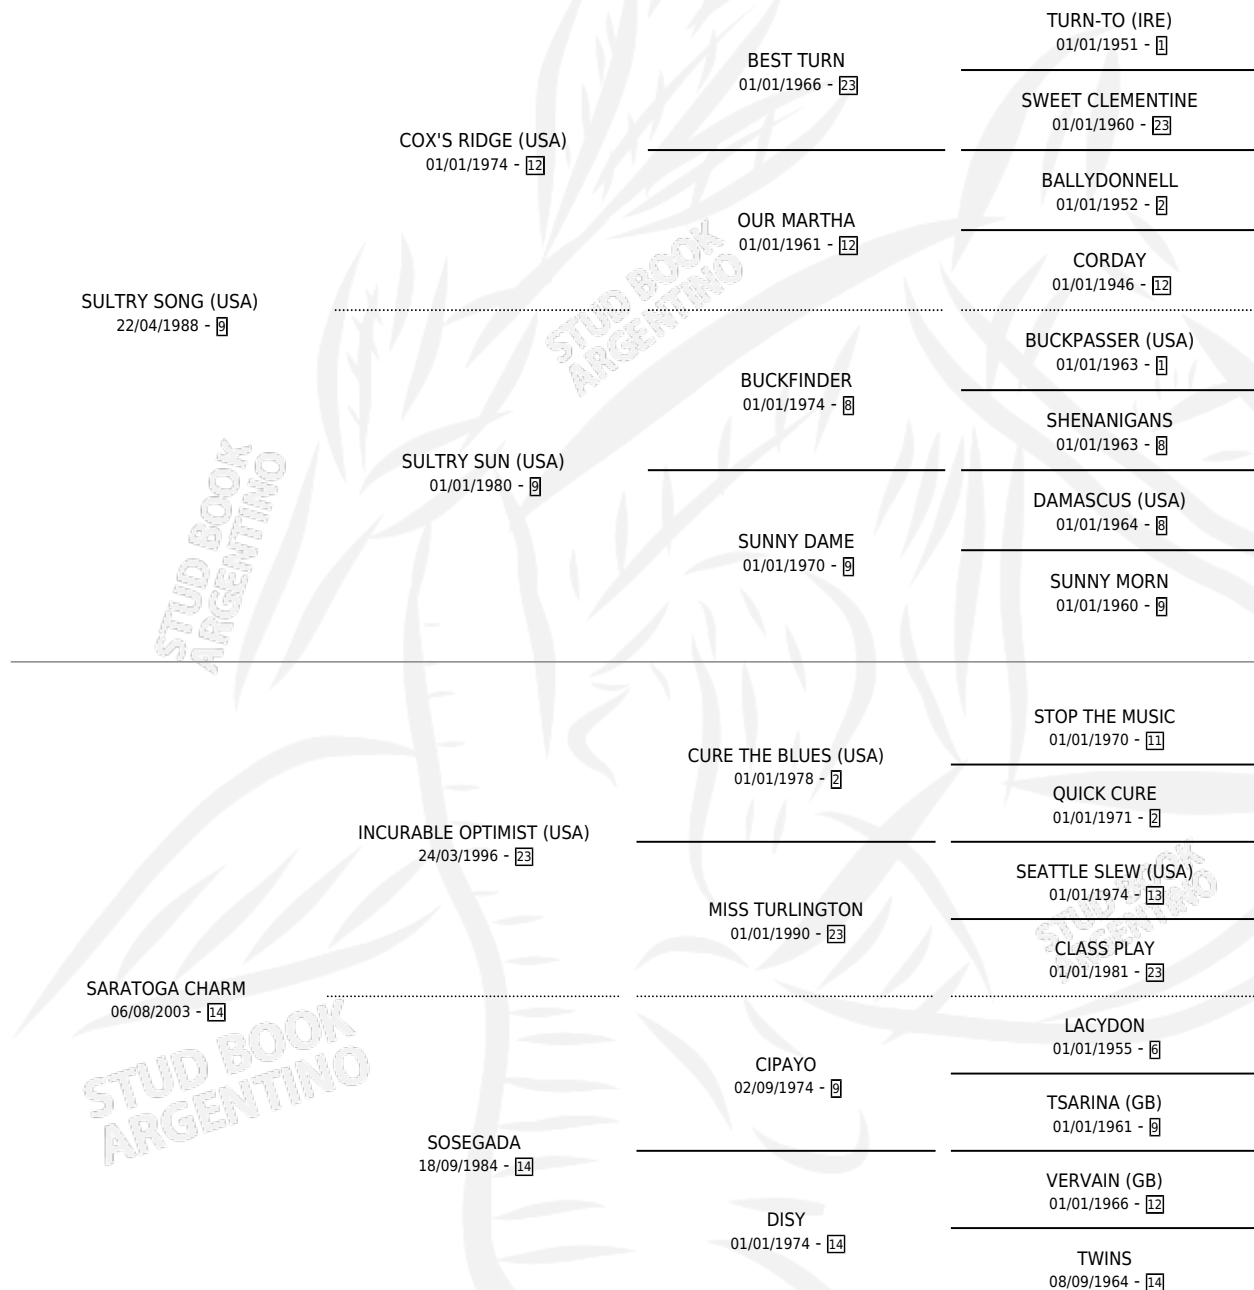 TURN-TO (IRE)
01/01/1951 - 1
BEST TURN
01/01/1966 - 23
SWEET CLEMENTINE
01/01/1960 - 23
COX'S RIDGE (USA)
01/01/1974 - 12
BALLYDONNELL
01/01/1952 - 2
OUR MARTHA
01/01/1961 - 12
CORDAY
01/01/1946 - 12
SULTRY SONG (USA)
22/04/1988 - 9
STUD BOOK
ARGENTINO
BUCKPASSER (USA)
01/01/1963 - 1
BUCKFINDER
01/01/1974 - 8
SHENANIGANS
01/01/1963 - 8
SULTRY SUN (USA)
01/01/1980 - 9
DAMASCUS (USA)
01/01/1964 - 8
SUNNY DAME
01/01/1970 - 9
SUNNY MORN
01/01/1960 - 9
STUD BOOK
ARGENTINO
STOP THE MUSIC
01/01/1970 - 11
CURE THE BLUES (USA)
01/01/1978 - 2
QUICK CURE
01/01/1971 - 2
INCURABLE OPTIMIST (USA)
24/03/1996 - 23
SEATTLE SLEW (USA)
01/01/1974 - 13
MISS TURLINGTON
01/01/1990 - 23
STUD BOOK
ARGENTINO
CLASS PLAY
01/01/1981 - 23
SARATOGA CHARM
06/08/2003 - 14
LACYDON
01/01/1955 - 6
CIPAYO
02/09/1974 - 9
STUD BOOK
ARGENTINO
TSARINA (GB)
01/01/1961 - 9
SOSEGADA
18/09/1984 - 14
VERVAIN (GB)
01/01/1966 - 12
DISY
01/01/1974 - 14
TWINS
08/09/1964 - 14